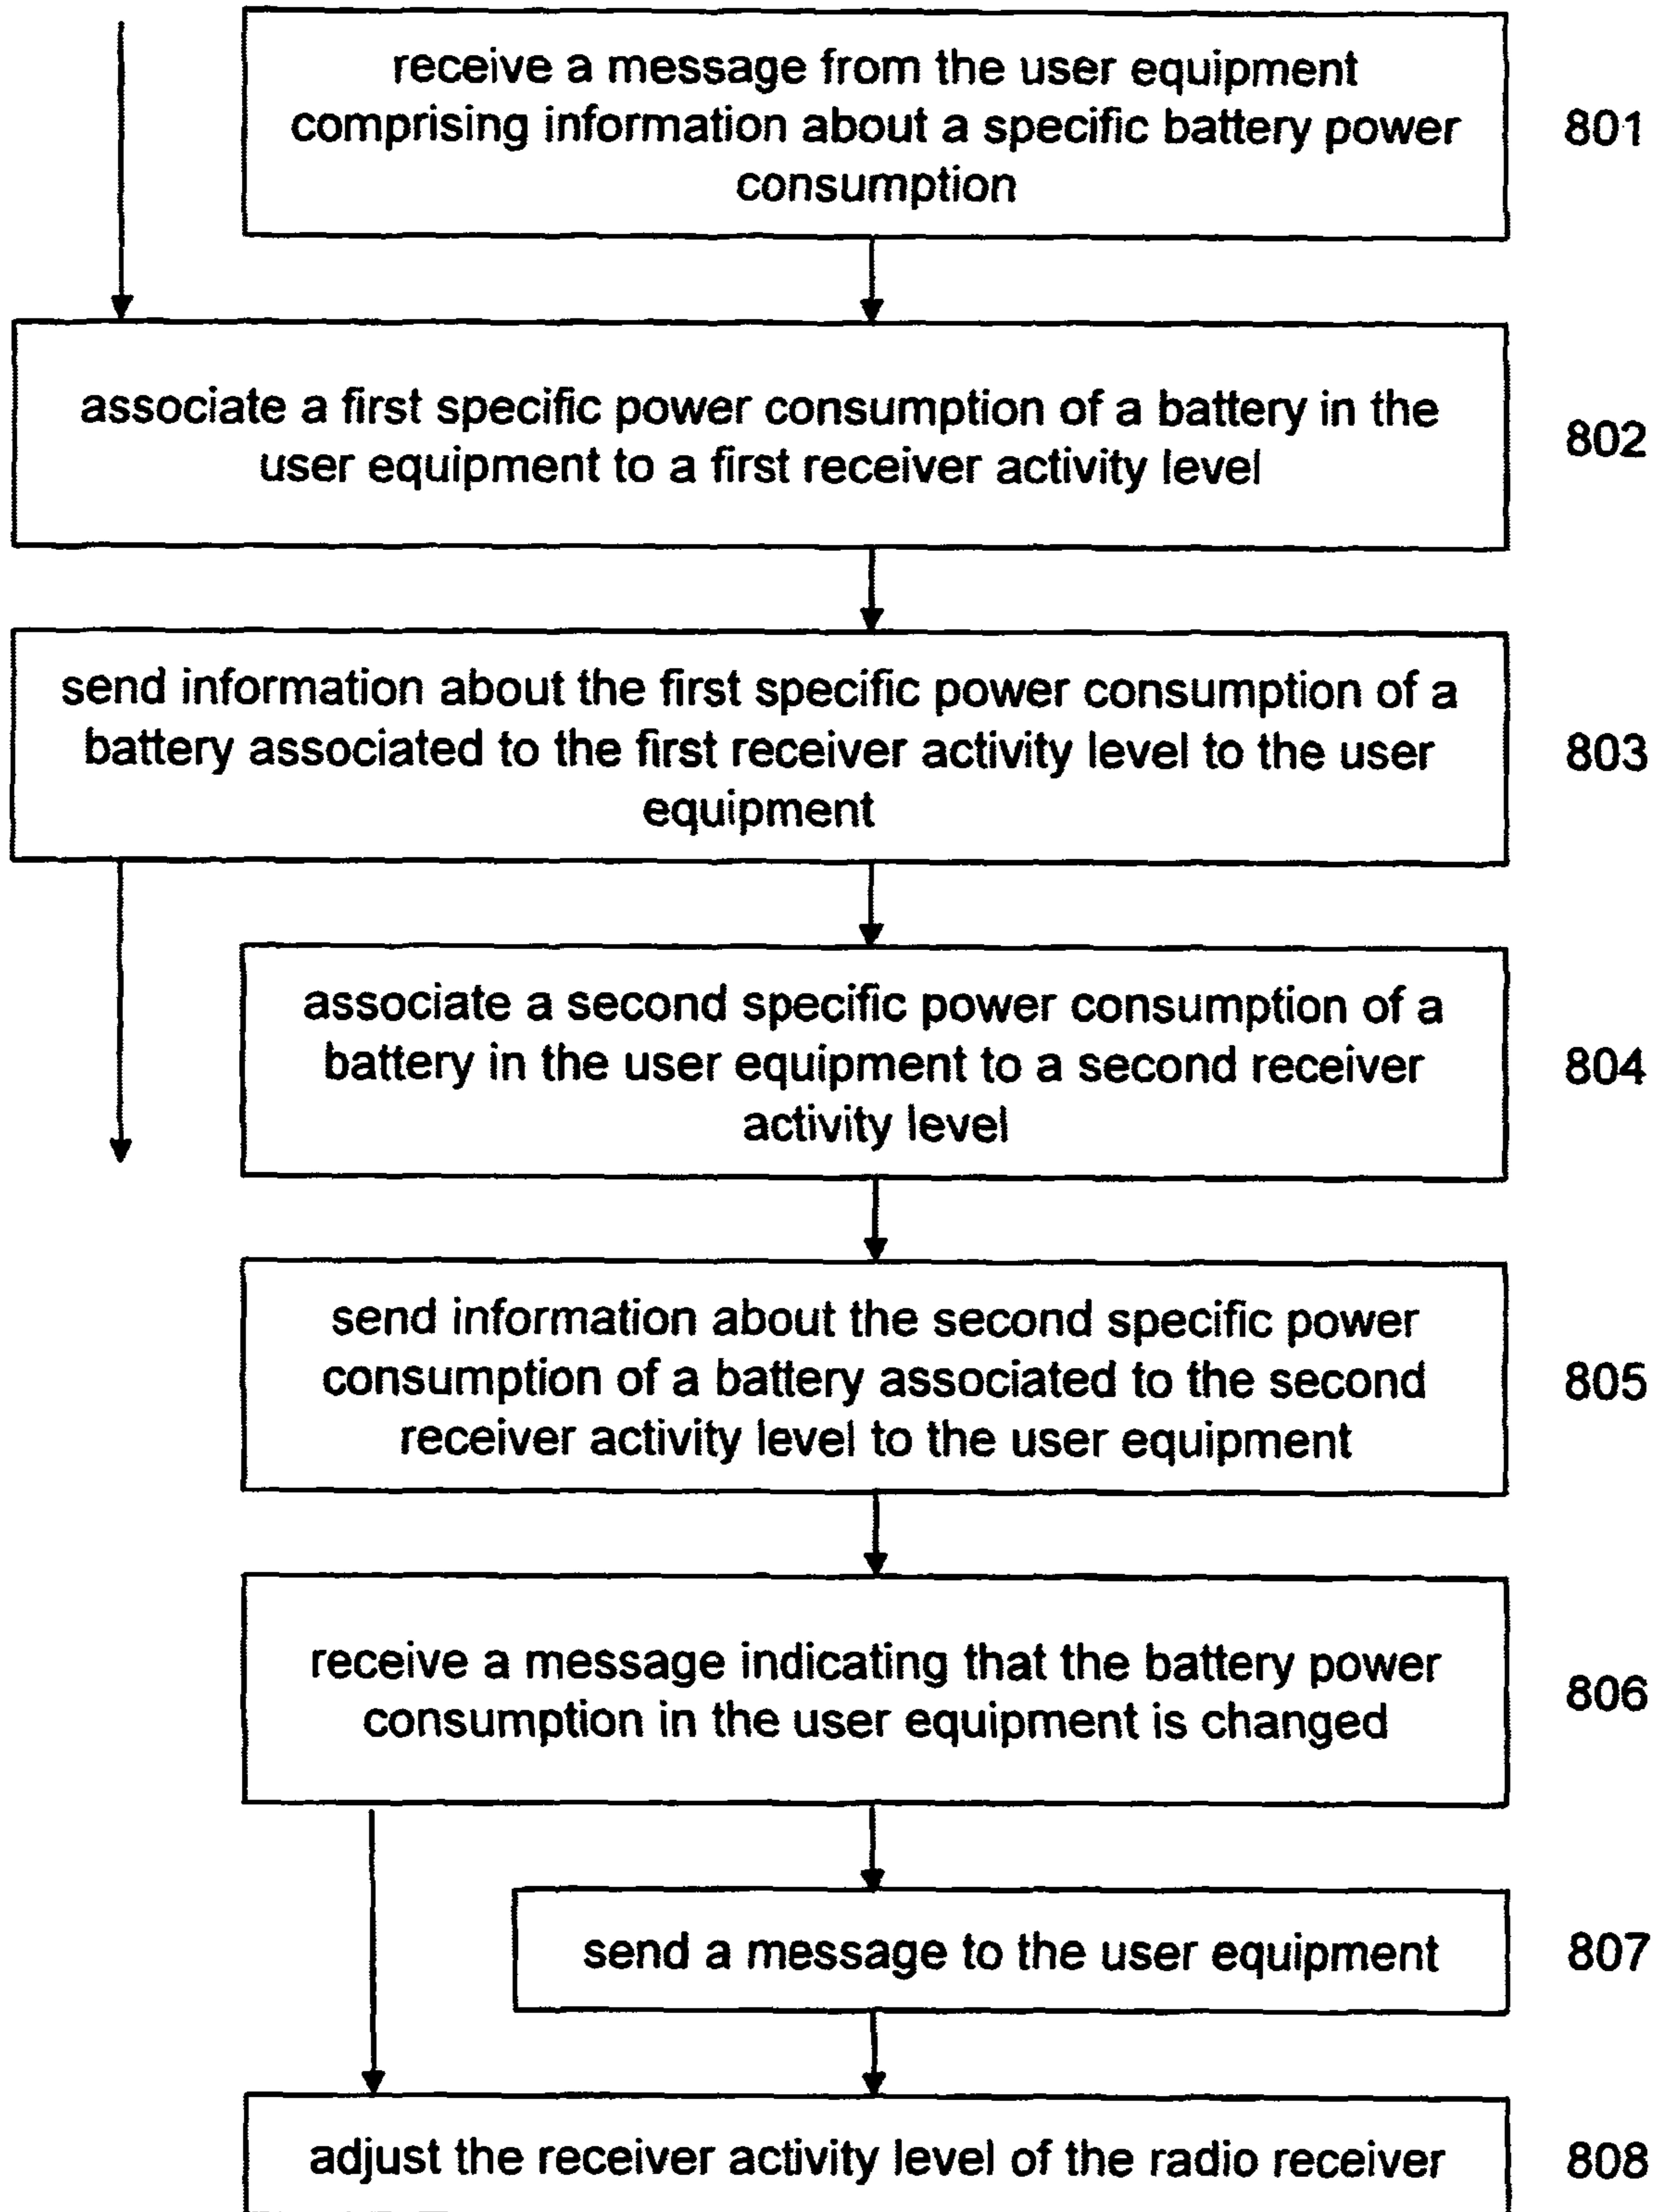 receive a message from the user equipment
comprising information about a specific battery power
consumption
801
associate a first specific power consumption of a battery in the
user equipment to a first receiver activity level
802
send information about the first specific power consumption of a
battery associated to the first receiver activity level to the user
equipment
803
associate a second specific power consumption of a
battery in the user equipment to a second receiver
activity level
804
send information about the second specific power
consumption of a battery associated to the second
receiver activity level to the user equipment
805
receive a message indicating that the battery power
consumption in the user equipment is changed
806
send a message to the user equipment
807
adjust the receiver activity level of the radio receiver
808